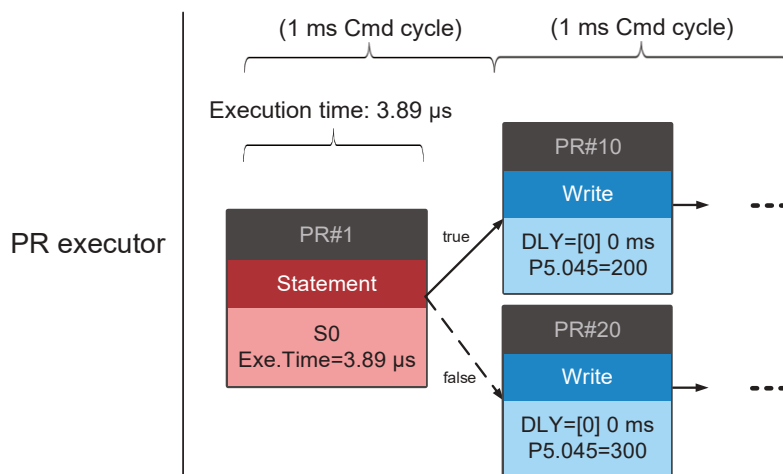 (1 ms Cmd cycle)
(1 ms Cmd cycle)
Execution time: 3.89 µs
PR executor
PR#1
Statement
S0
Exe.Time=3.89 µs
true
false
PR#10
Write
DLY=[0] 0 ms
P5.045=200
PR#20
Write
DLY=[0] 0 ms
P5.045=300